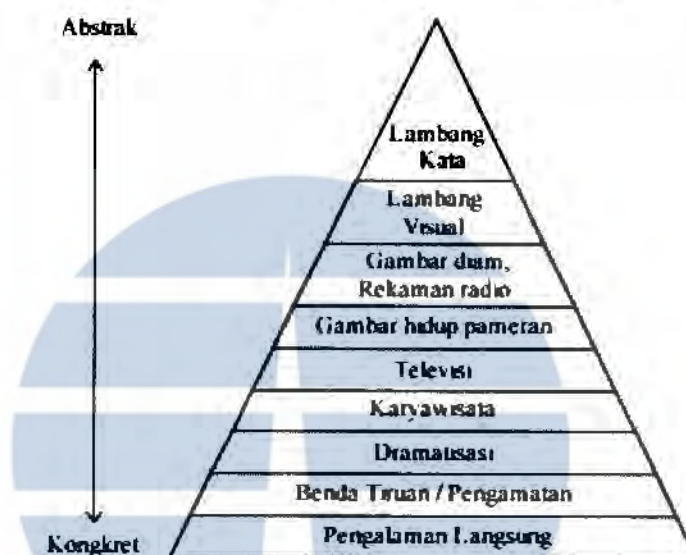 Abstrak
Lambang
Kata
Lambang
Visual
Gambar diam,
Rekaman radio
Gambar hidup pameran
Televisi
Karyawisata
Dramatisasi
Benda Tiruan / Pengamatan
Pengalaman Langsung
Kongkret